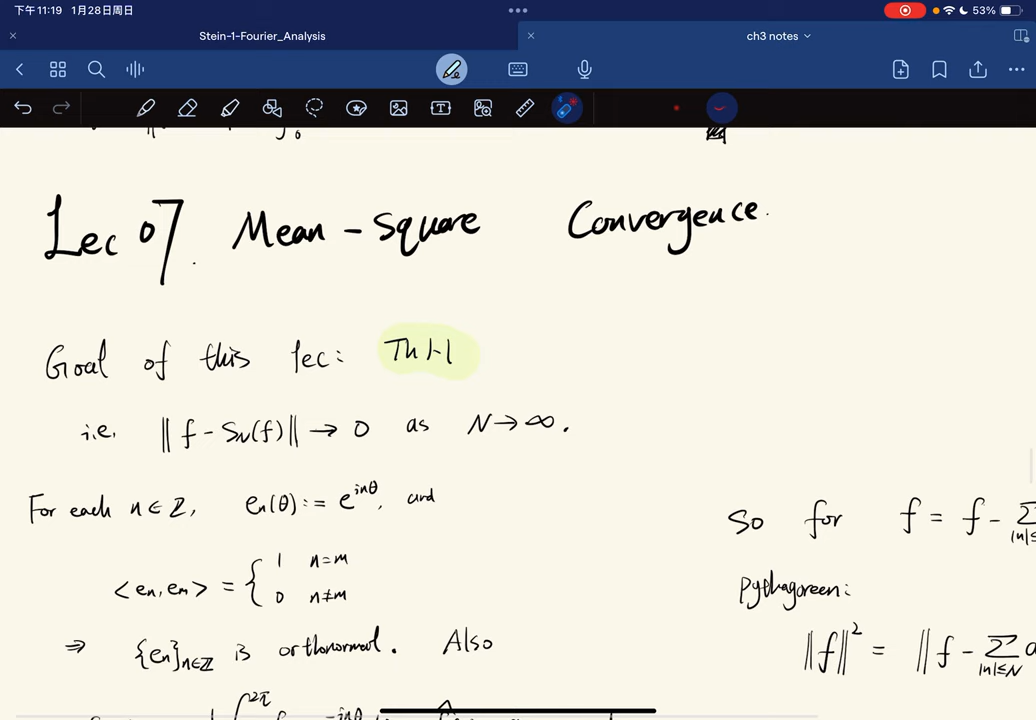 下午11:19 1月28日周日
53%
Stein-1-Fourier_Analysis
ch3 notes
Lec 07 Mean-Square Convergence.
Goal of this lec: Th 1-1
i.e. ‖f - S_N(f)‖ → 0 as N → ∞.
For each n ∈ ℤ, e_n(θ) := e^{inθ}, and
<e_n, e_m> = { 1 n=m
0 n≠m
⇒ {e_n}_{n∈ℤ} is orthonormal. Also
So for f = f - Σ_{|n|≤
Pythagoreen:
‖f‖² = ‖f - Σ_{|n|≤N} a